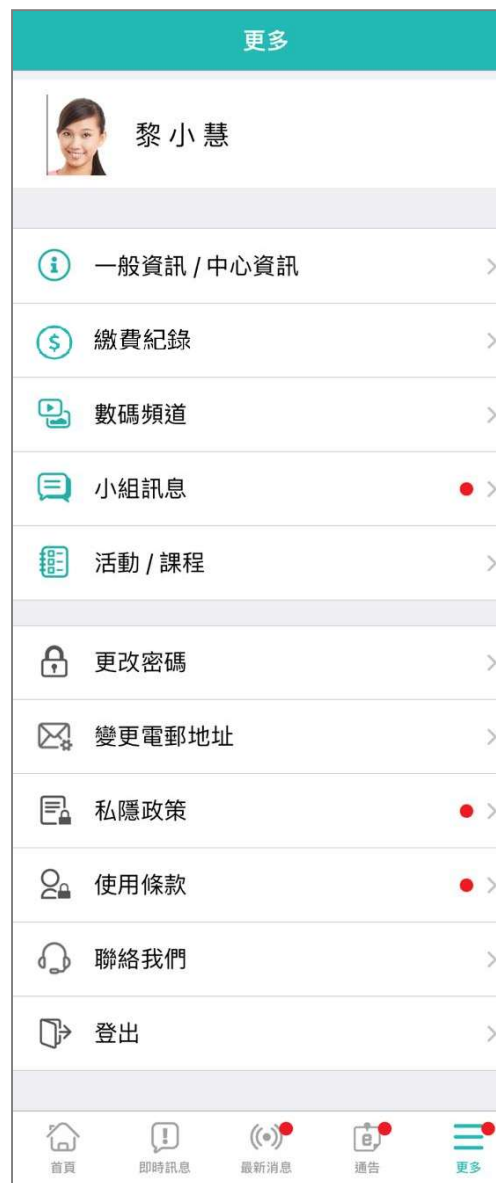 更多
黎小慧
一般資訊 / 中心資訊
繳費紀錄
數碼頻道
小組訊息
活動 / 課程
更改密碼
變更電郵地址
私隱政策
使用條款
聯絡我們
登出
首頁 即時訊息 最新消息 通告 更多